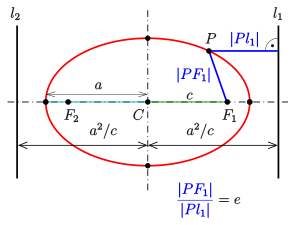 l₂ l₁
P |Pl₁|
|PF₁|
a
c
F₂ C F₁
a²/c a²/c
|PF₁|
/|Pl₁| = e